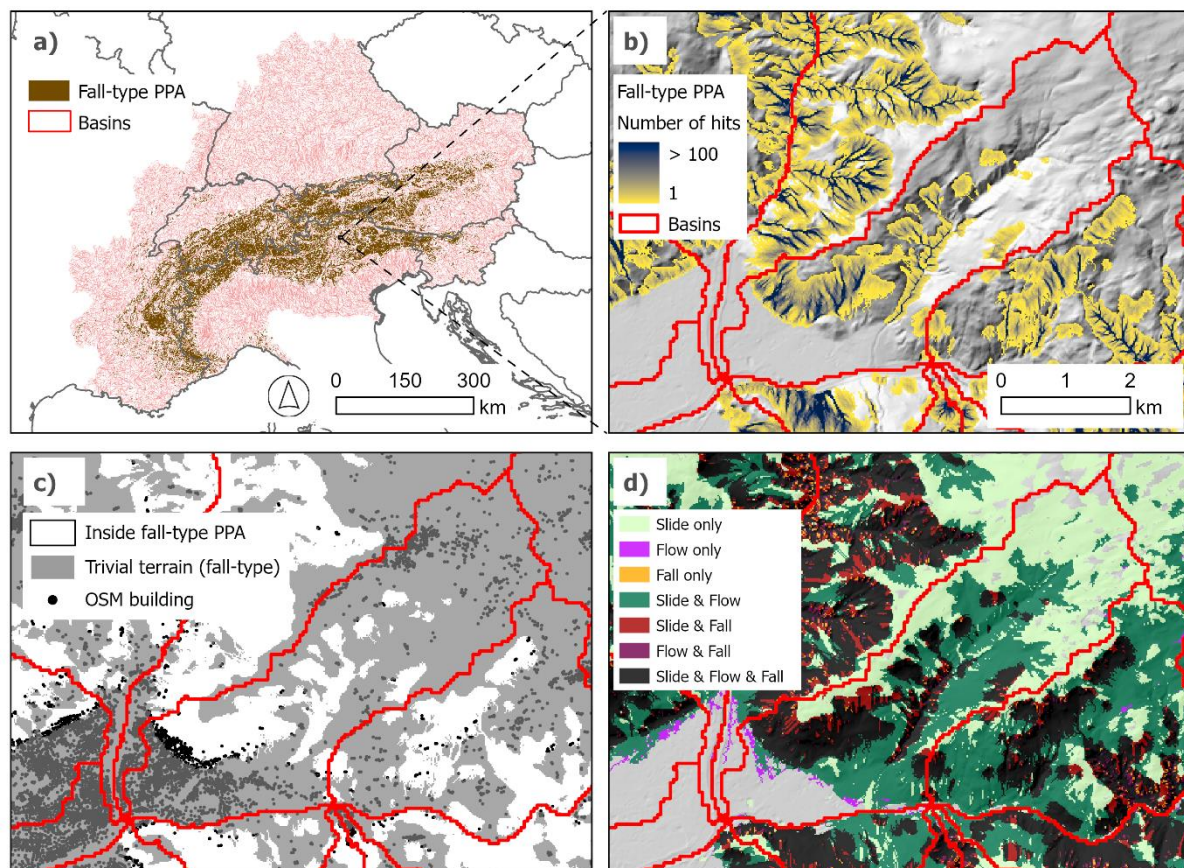 a)
Fall-type PPA
Basins
0 150 300
km
b)
Fall-type PPA
Number of hits
> 100
1
Basins
0 1 2
km
c)
Inside fall-type PPA
Trivial terrain (fall-type)
OSM building
d)
Slide only
Flow only
Fall only
Slide & Flow
Slide & Fall
Flow & Fall
Slide & Flow & Fall